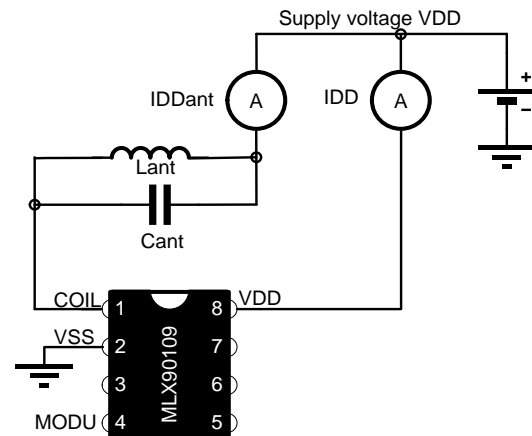 Supply voltage VDD
IDDant A IDD A
+
−
Lant
Cant
COIL 1 8 VDD
VSS 2 7
3 6
MODU 4 5
MLX90109